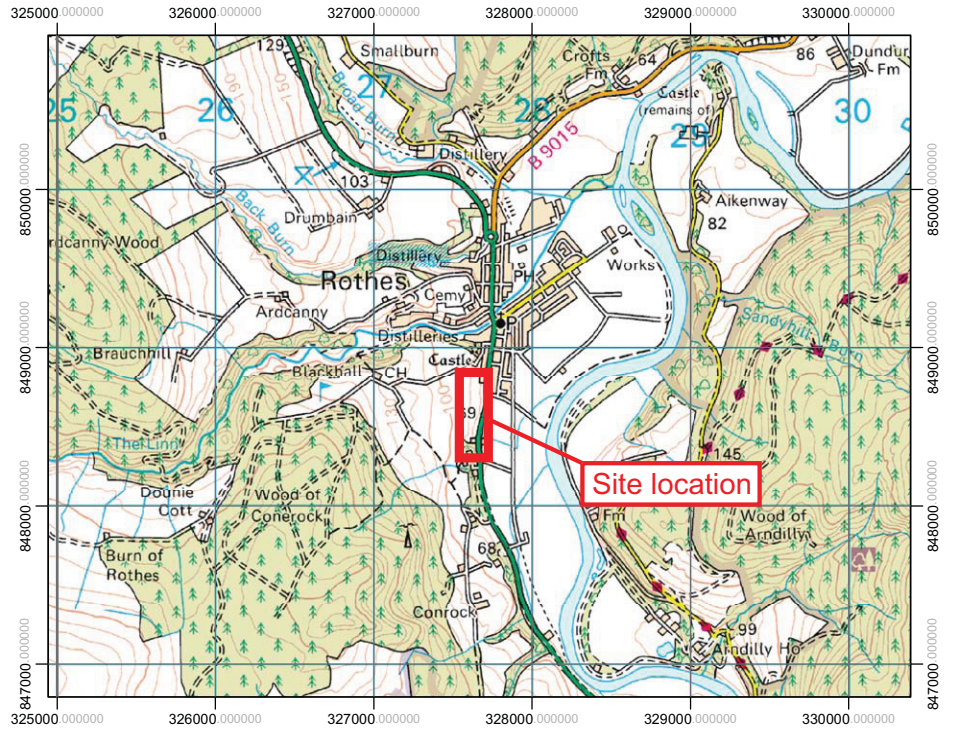 325000.000000 326000.000000 327000.000000 328000.000000 329000.000000 330000.000000
129
Smallburn
Crofts
Fm
64
86
Dundur
Fm
25
26
27
28
29
30
Broad Burn
Castle
(remains of)
Distillery
B 9015
850000.000000
850000.000000
103
Drumbain
Back Burn
Aikenway
82
rdcanny Wood
Distillery
PH
Works
Rothes
Cemy
Ardcanny
P
Distilleries
Sandyhill Burn
849000.000000
849000.000000
Brauchhill
Castle
Blackhall
CH
130
100
69
The Linn
145
Site location
Dounie
Cott
Wood of
Conerock
Fm
Wood of
Arndilly
848000.000000
848000.000000
Burn of
Rothes
68
Conrock
99
Arndilly Ho
847000.000000
847000.000000
150
190
325000.000000 326000.000000 327000.000000 328000.000000 329000.000000 330000.000000